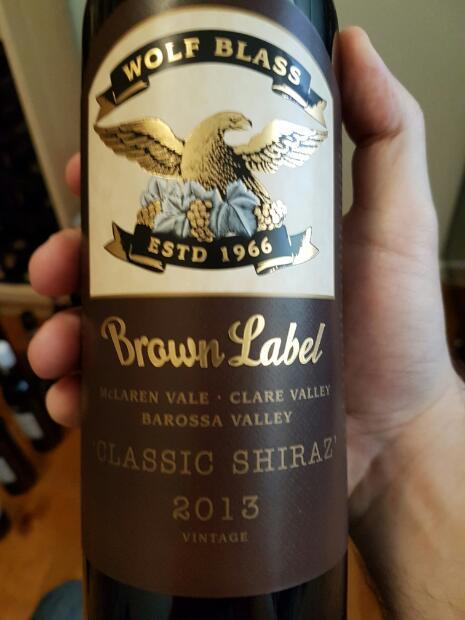 WOLF BLASS
ESTD 1966
Brown Label
McLAREN VALE · CLARE VALLEY
BAROSSA VALLEY
'CLASSIC SHIRAZ'
2013
VINTAGE